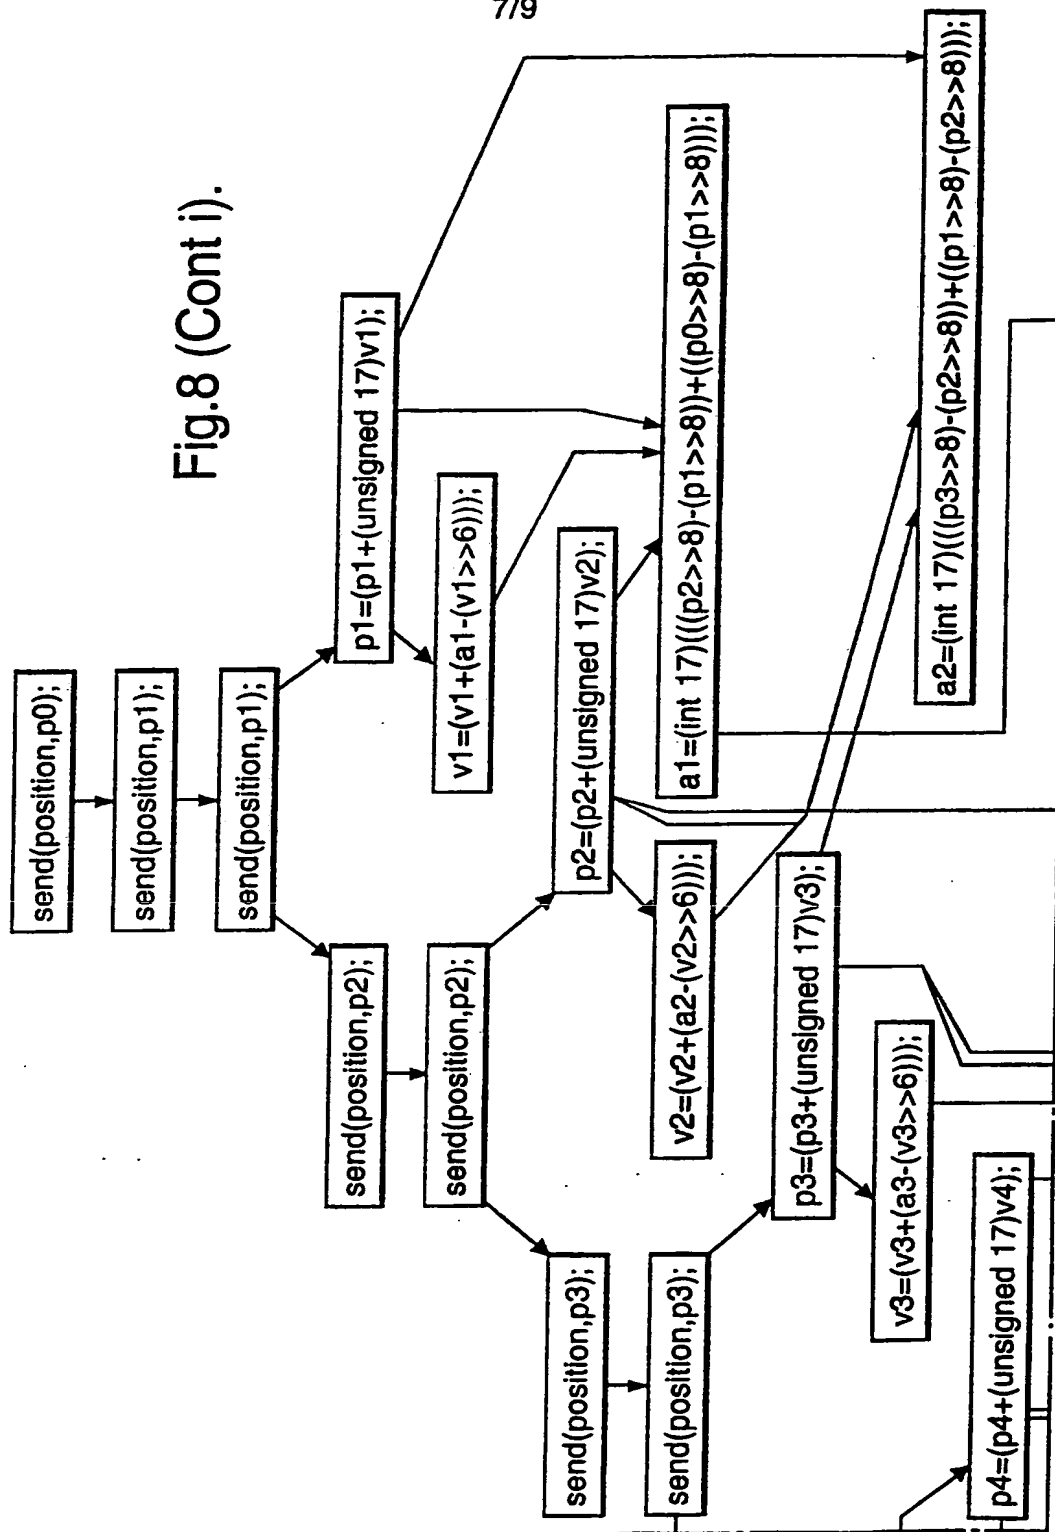 7/9
Fig.8 (Cont i).
send(position,p0);
send(position,p1);
send(position,p1);
p1=(p1+(unsigned 17)v1);
v1=(v1+(a1-(v1>>6)));
send(position,p2);
send(position,p2);
p2=(p2+(unsigned 17)v2);
v2=(v2+(a2-(v2>>6)));
a1=(int 17)(((p2>>8)-(p1>>8))+((p0>>8)-(p1>>8)));
send(position,p3);
send(position,p3);
p3=(p3+(unsigned 17)v3);
v3=(v3+(a3-(v3>>6)));
a2=(int 17)(((p3>>8)-(p2>>8))+((p1>>8)-(p2>>8)));
p4=(p4+(unsigned 17)v4);